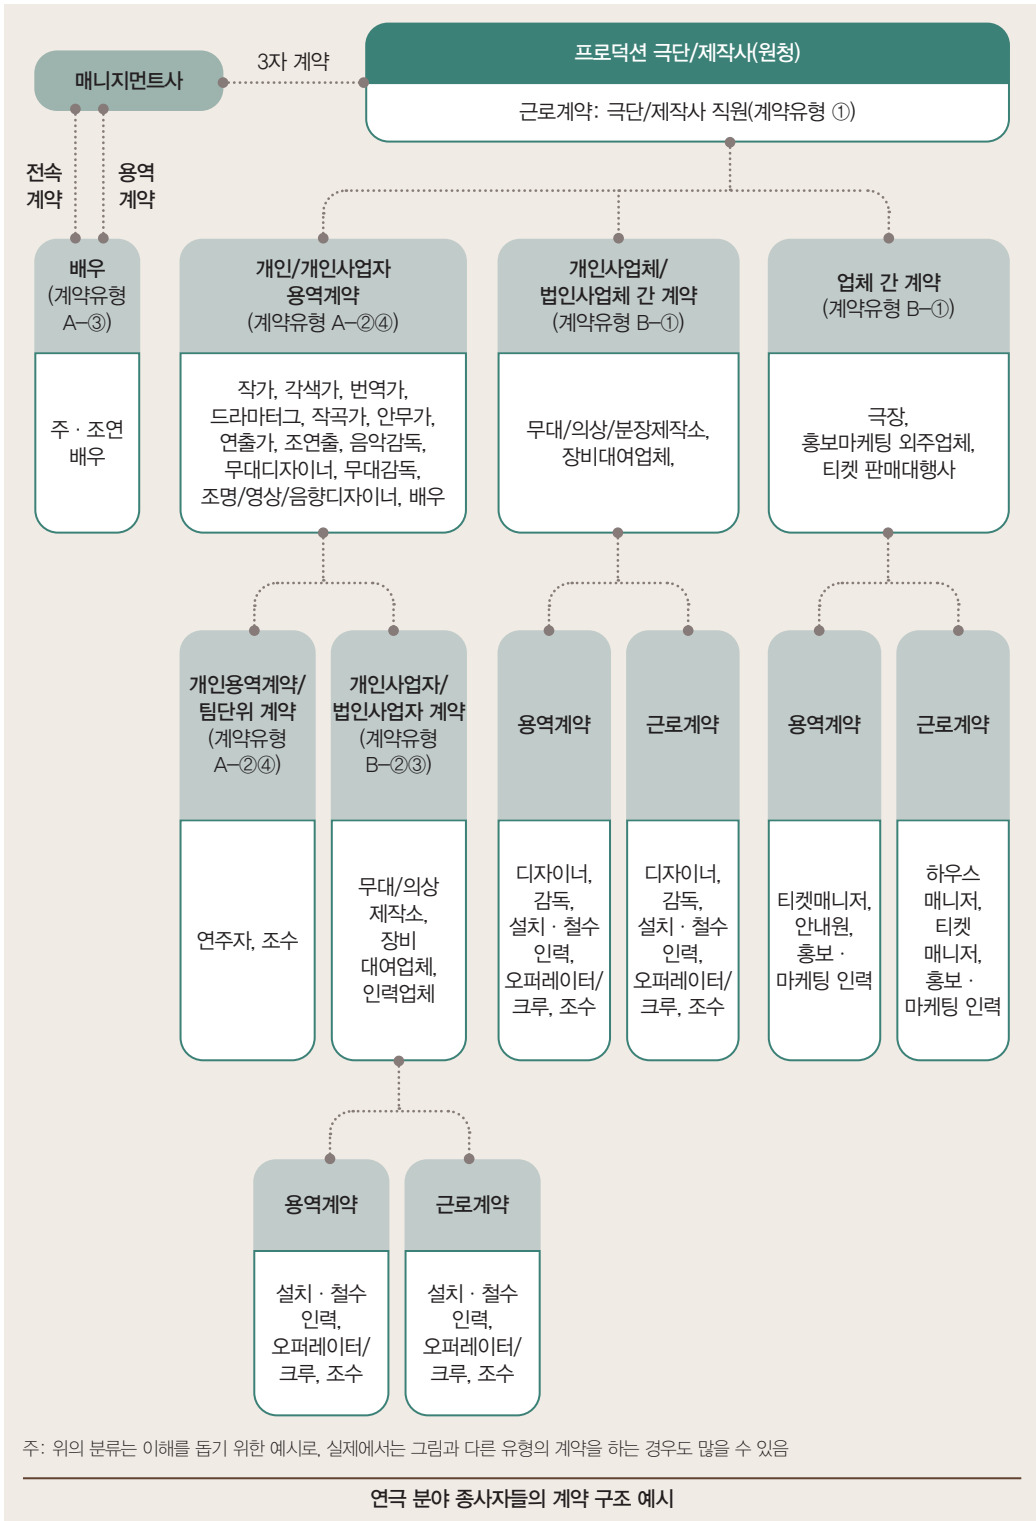 프로덕션 극단/제작사(원청)
매니지먼트사
3자 계약
근로계약: 극단/제작사 직원(계약유형 ①)
전속
계약
용역
계약
배우
(계약유형
A-③)
주 · 조연
배우
개인/개인사업자
용역계약
(계약유형 A-②④)
작가, 각색가, 번역가,
드라마터그, 작곡가, 안무가,
연출가, 조연출, 음악감독,
무대디자이너, 무대감독,
조명/영상/음향디자이너, 배우
개인사업체/
법인사업체 간 계약
(계약유형 B-①)
무대/의상/분장제작소,
장비대여업체,
업체 간 계약
(계약유형 B-①)
극장,
홍보마케팅 외주업체,
티켓 판매대행사
개인용역계약/
팀단위 계약
(계약유형
A-②④)
연주자, 조수
개인사업자/
법인사업자 계약
(계약유형
B-②③)
무대/의상
제작소,
장비
대여업체,
인력업체
용역계약
디자이너,
감독,
설치 · 철수
인력,
오퍼레이터/
크루, 조수
근로계약
디자이너,
감독,
설치 · 철수
인력,
오퍼레이터/
크루, 조수
용역계약
티켓매니저,
안내원,
홍보 ·
마케팅 인력
근로계약
하우스
매니저,
티켓
매니저,
홍보 ·
마케팅 인력
용역계약
설치 · 철수
인력,
오퍼레이터/
크루, 조수
근로계약
설치 · 철수
인력,
오퍼레이터/
크루, 조수
주: 위의 분류는 이해를 돕기 위한 예시로, 실제에서는 그림과 다른 유형의 계약을 하는 경우도 많을 수 있음
연극 분야 종사자들의 계약 구조 예시